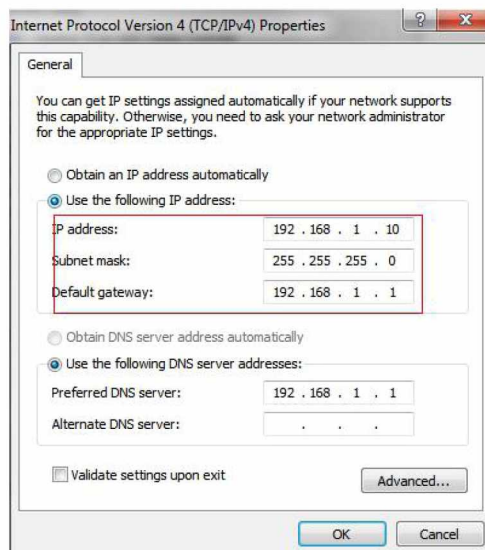 Internet Protocol Version 4 (TCP/IPv4) Properties
General
You can get IP settings assigned automatically if your network supports
this capability. Otherwise, you need to ask your network administrator
for the appropriate IP settings.
Obtain an IP address automatically
Use the following IP address:
IP address: 192 . 168 . 1 . 10
Subnet mask: 255 . 255 . 255 . 0
Default gateway: 192 . 168 . 1 . 1
Obtain DNS server address automatically
Use the following DNS server addresses:
Preferred DNS server: 192 . 168 . 1 . 1
Alternate DNS server: . . .
Validate settings upon exit
Advanced...
OK Cancel